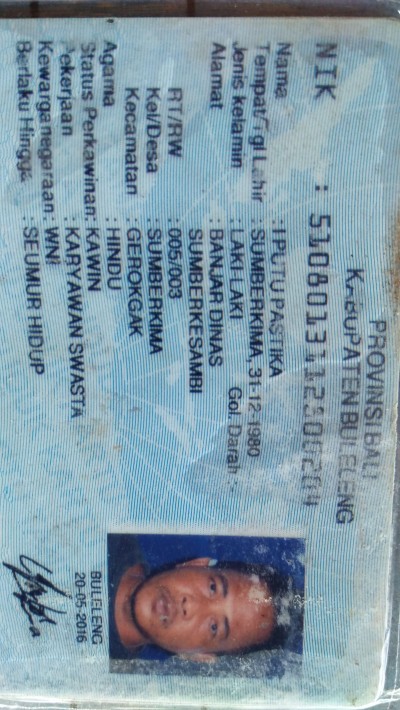 PROVINSI BALI
KABUPATEN BULELENG
NIK :
Nama : I PUTU PASTIKA
Tempat/Tgl Lahir : SUMBERKIMA, 31-12-1980
Jenis kelamin : LAKI LAKI Gol. Darah :-
Alamat : BANJAR DINAS
SUMBERKESAMBI
RT/RW : 005/003
Kel/Desa : SUMBERKIMA
Kecamatan : GEROKGAK
Agama : HINDU
Status Perkawinan: KAWIN
Pekerjaan : KARYAWAN SWASTA
Kewarganegaraan: WNI
Berlaku Hingga : SEUMUR HIDUP
BULELENG
20-05-2016